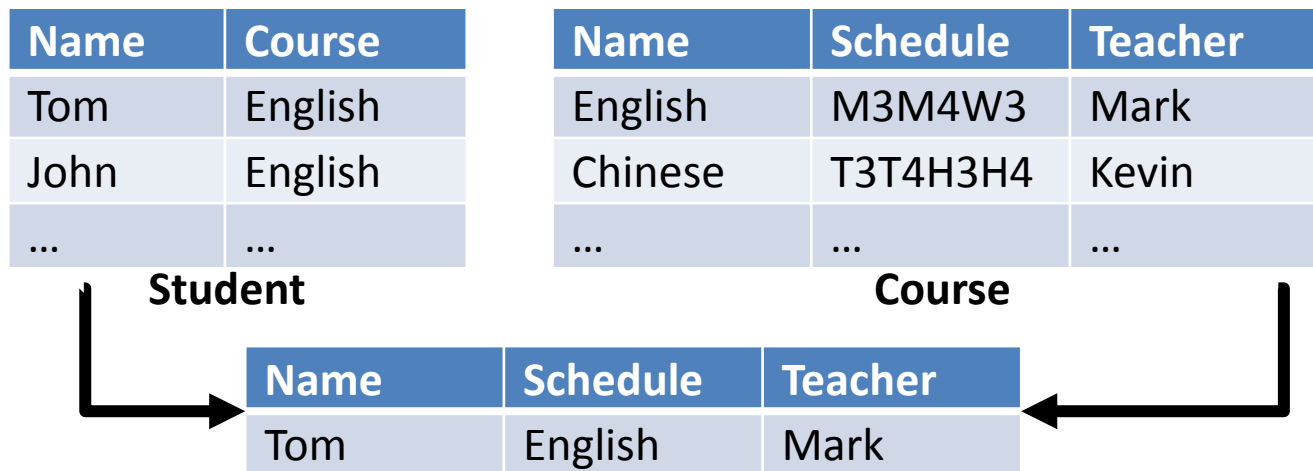 Name Course
Tom English
John English
... ...
Student
Name Schedule Teacher
English M3M4W3 Mark
Chinese T3T4H3H4 Kevin
... ... ...
Course
Name Schedule Teacher
Tom English Mark